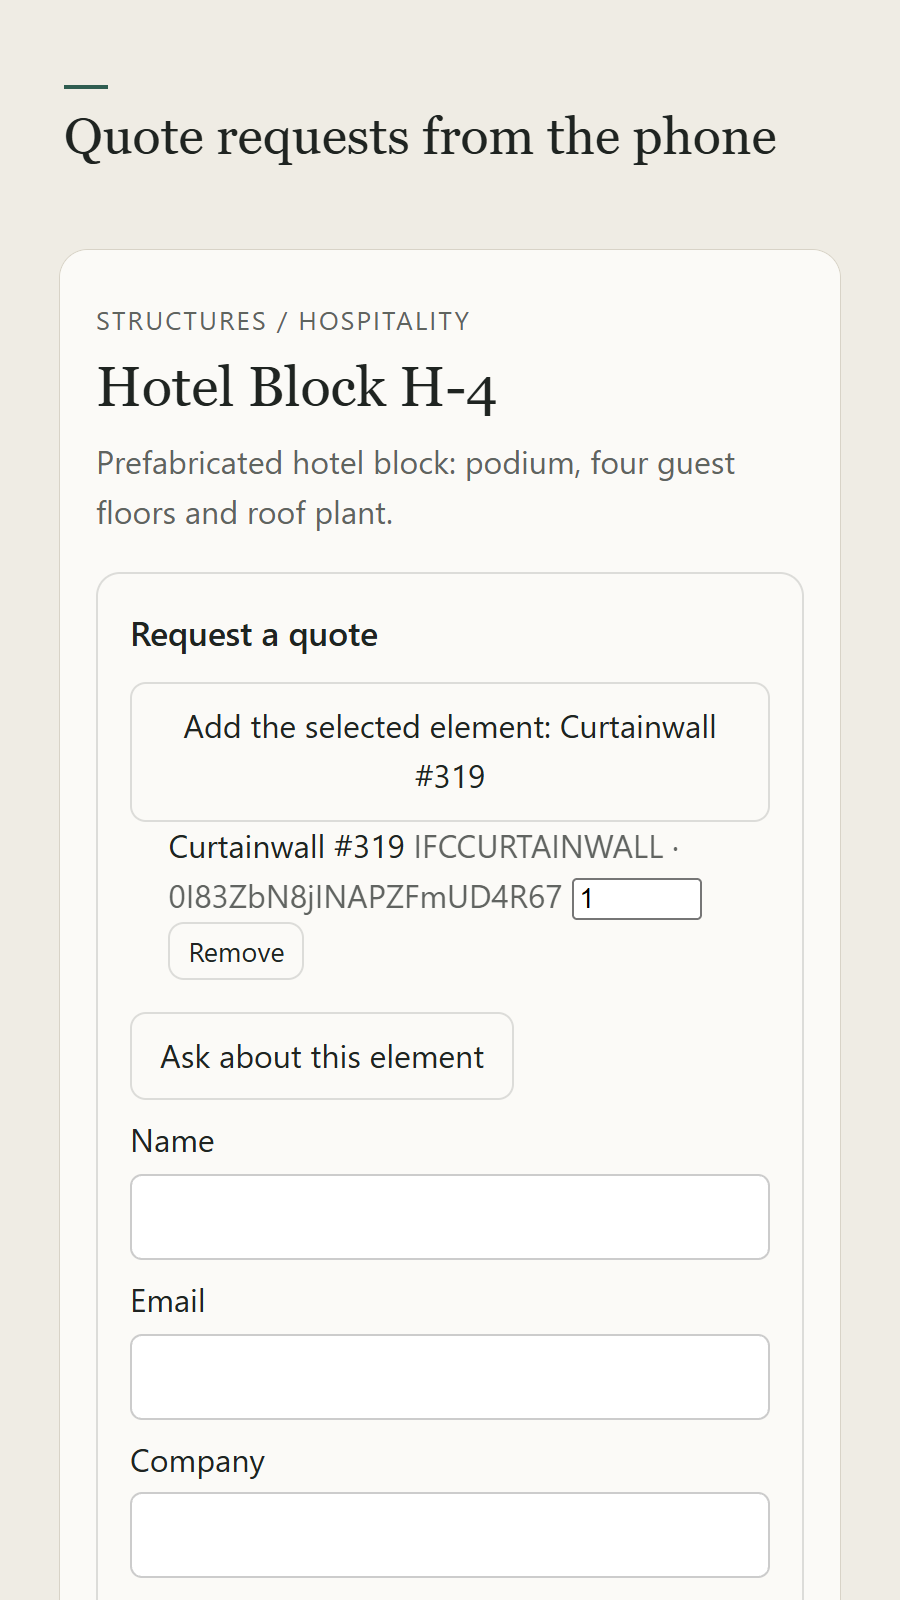 Quote requests from the phone
STRUCTURES / HOSPITALITY
Hotel Block H-4
Prefabricated hotel block: podium, four guest
floors and roof plant.
Request a quote
Add the selected element: Curtainwall
#319
Curtainwall #319 IFCCURTAINWALL ·
0I83ZbN8jINAPZFmUD4R67 1
Remove
Ask about this element
Name
Email
Company